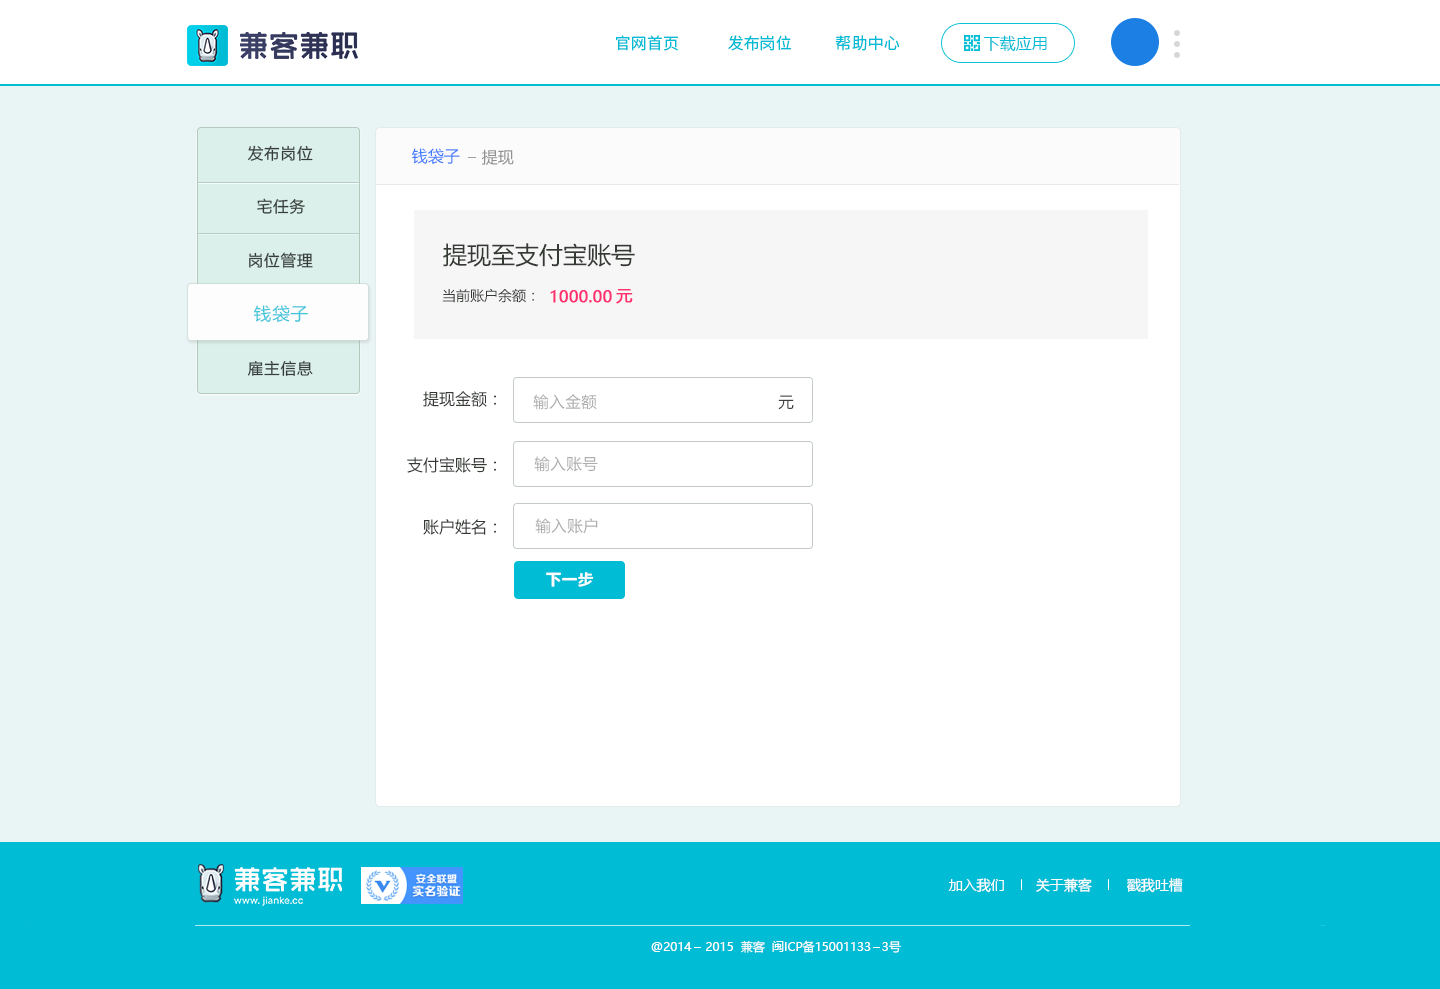 兼客兼职
官网首页
发布岗位
帮助中心
下载应用
发布岗位
宅任务
岗位管理
钱袋子
雇主信息
钱袋子 – 提现
提现至支付宝账号
当前账户余额： 1000.00 元
提现金额： 输入金额 元
支付宝账号： 输入账号
账户姓名： 输入账户
下一步
兼客兼职
www.jianke.cc
安全联盟
实名验证
加入我们 | 关于兼客 | 戳我吐槽
@2014 – 2015 兼客 闽ICP备15001133–3号